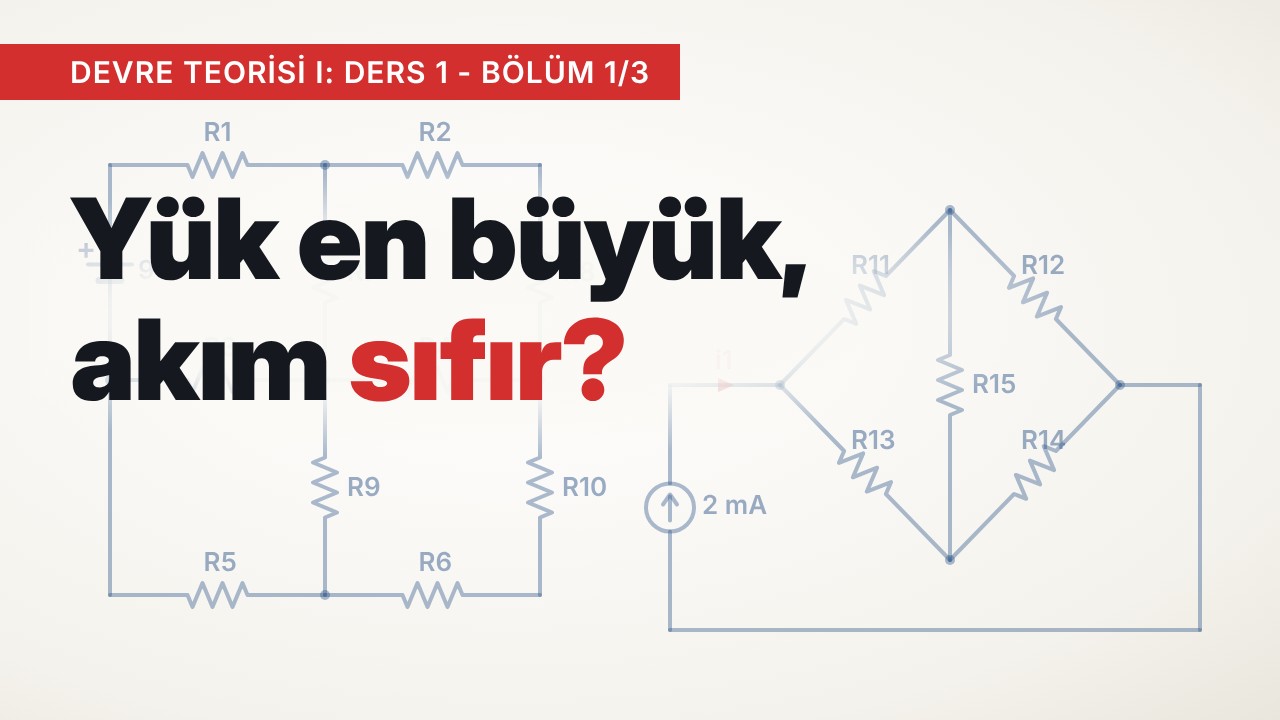 DEVRE TEORİSİ I: DERS 1 - BÖLÜM 1/3
R1
R2
Yük en büyük,
akım sıfır?
+
R11
R12
i1
R15
R13
R14
R9
R10
2 mA
R5
R6